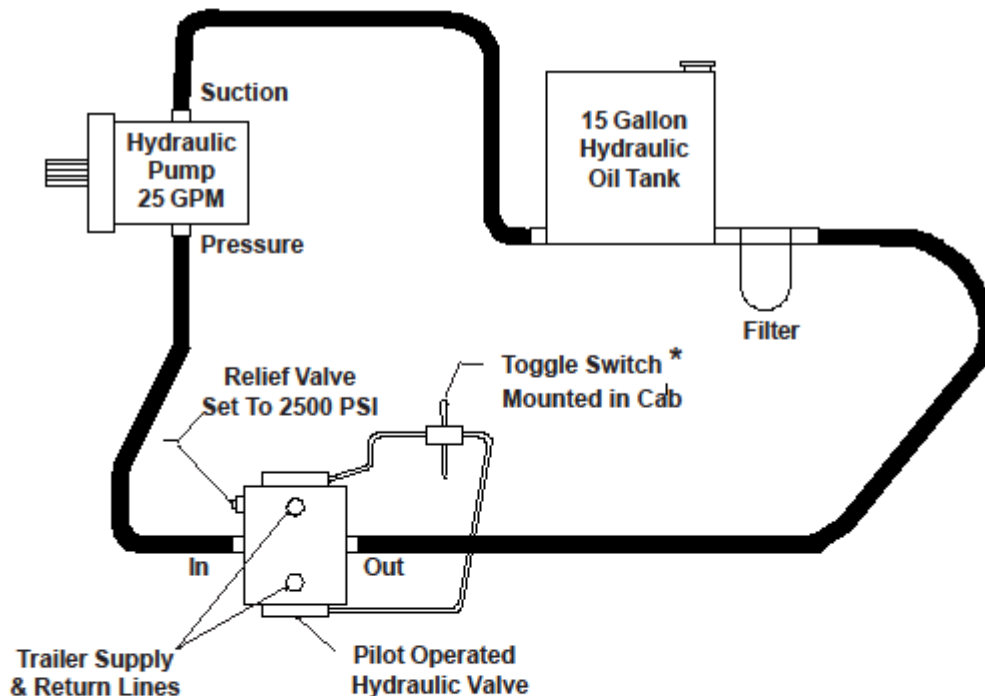 Suction
Hydraulic
Pump
25 GPM
Pressure
15 Gallon
Hydraulic
Oil Tank
Filter
Toggle Switch *
Mounted in Cab
Relief Valve
Set To 2500 PSI
In
Out
Trailer Supply
& Return Lines
Pilot Operated
Hydraulic Valve